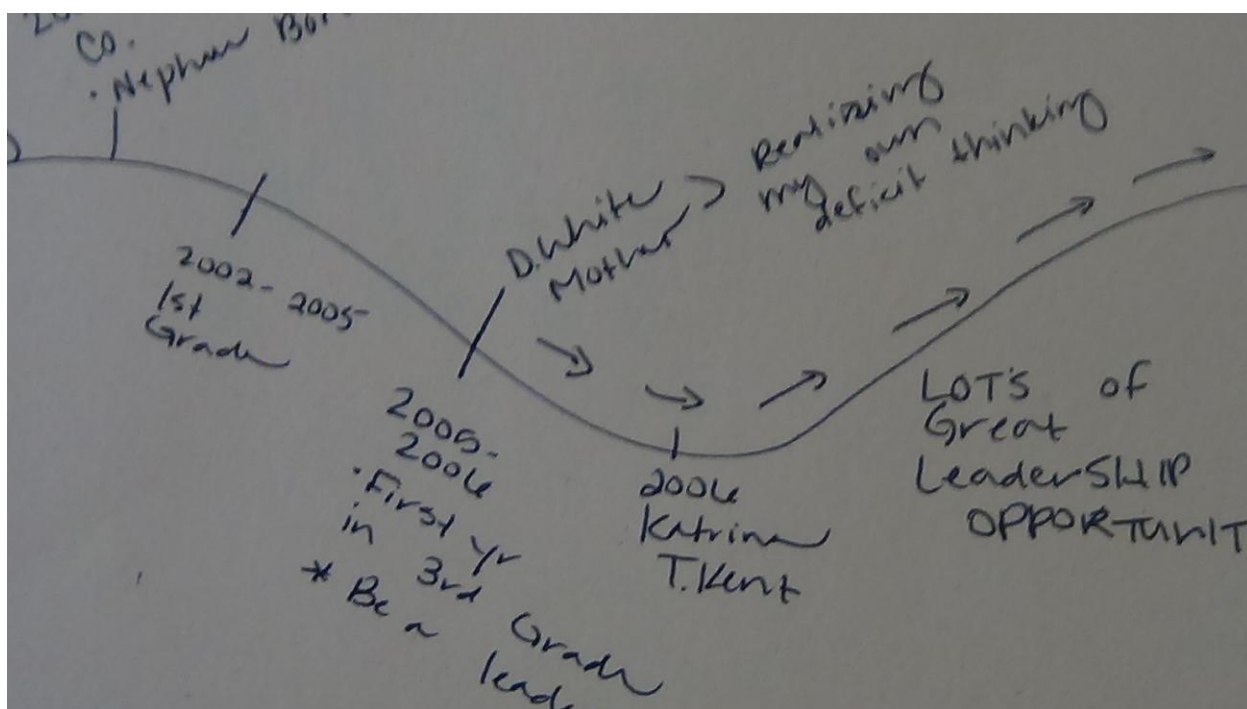 Co.
· Nephew
2002 - 2005
1st
Grade
D. White
Mother >
Realizing
my own
deficit thinking
2005-
2006
· First yr
in 3rd Grade
* Be a lead
2006
Katrina
T. Kent
LOT'S of
Great
LeaderSHIP
OPPORTUNIT